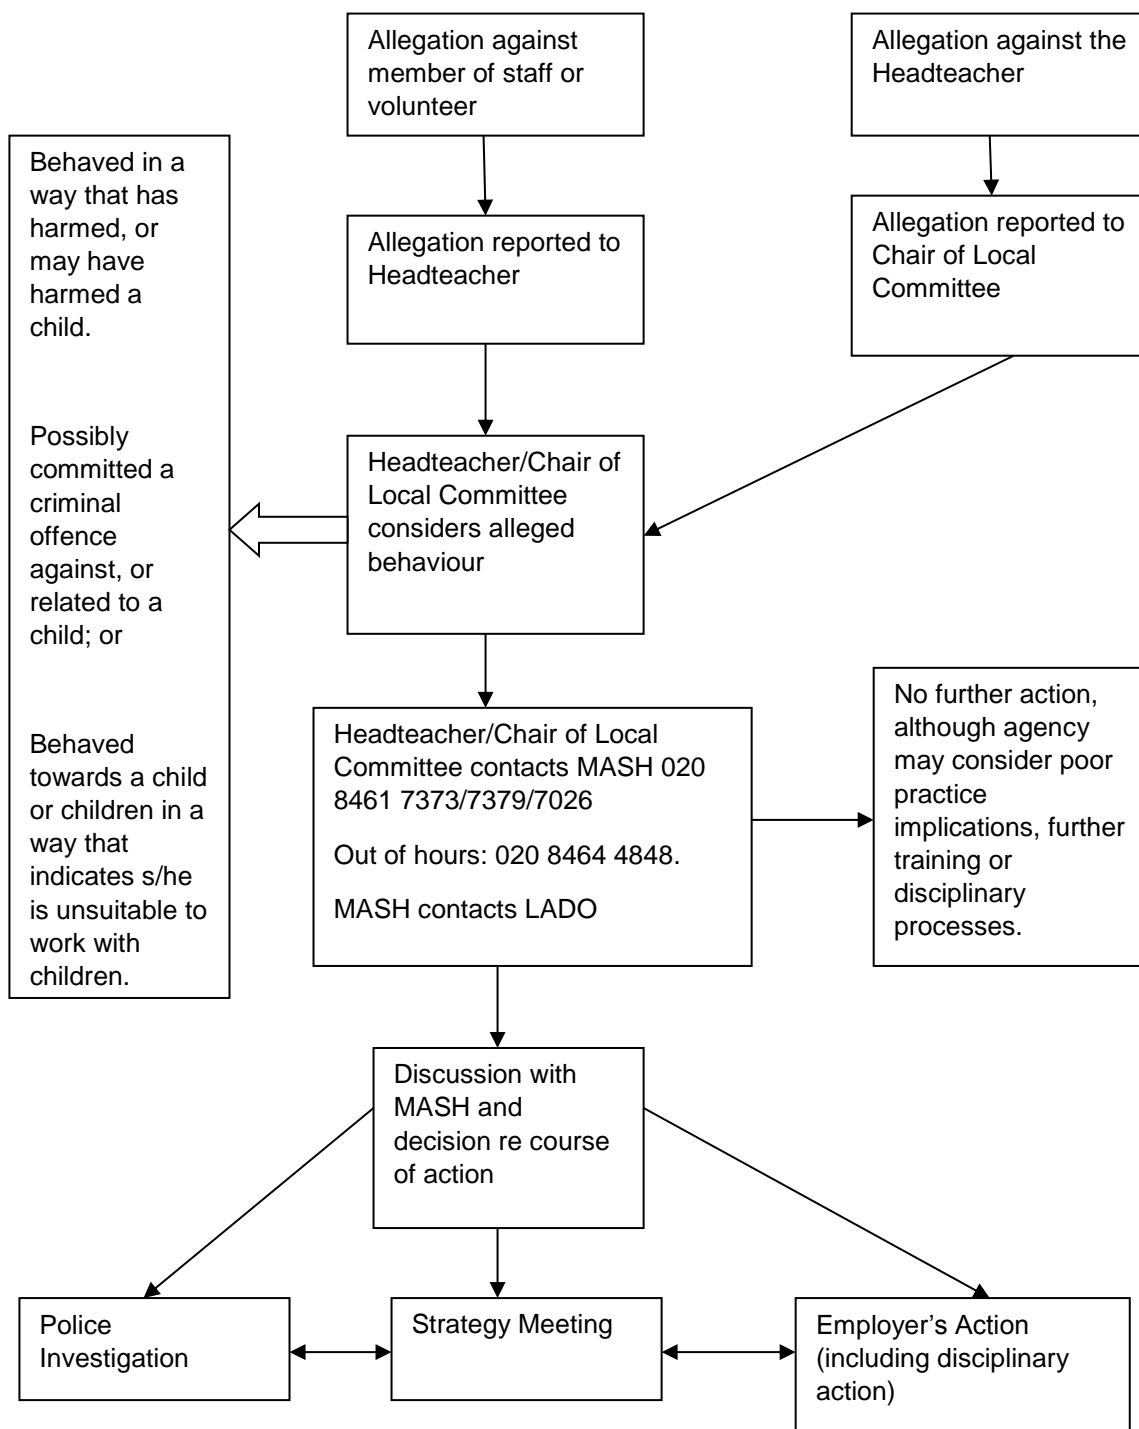 Allegation against
member of staff or
volunteer
Allegation against the
Headteacher
Behaved in a
way that has
harmed, or
may have
harmed a
child.
Possibly
committed a
criminal
offence
against, or
related to a
child; or
Behaved
towards a child
or children in a
way that
indicates s/he
is unsuitable to
work with
children.
Allegation reported to
Headteacher
Allegation reported to
Chair of Local
Committee
Headteacher/Chair of
Local Committee
considers alleged
behaviour
Headteacher/Chair of Local
Committee contacts MASH 020
8461 7373/7379/7026
Out of hours: 020 8464 4848.
MASH contacts LADO
No further action,
although agency
may consider poor
practice
implications, further
training or
disciplinary
processes.
Discussion with
MASH and
decision re course
of action
Police
Investigation
Strategy Meeting
Employer’s Action
(including disciplinary
action)